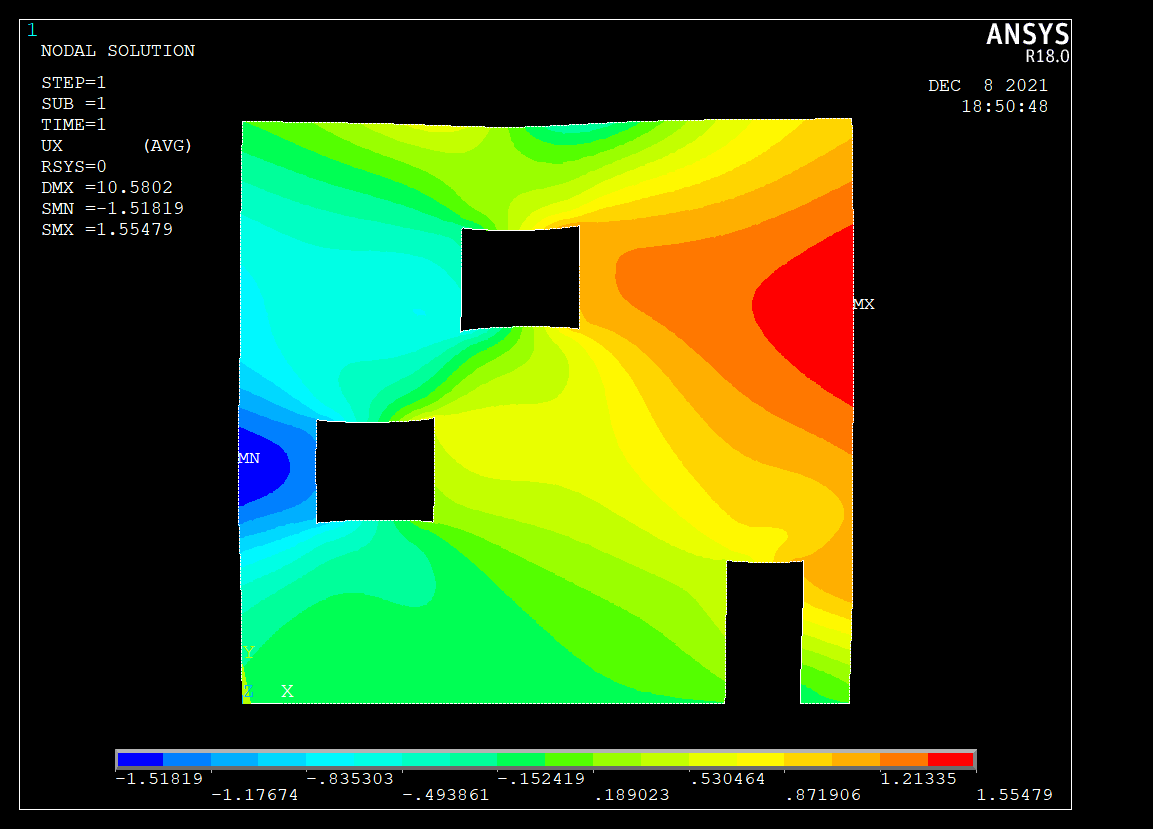 1
ANSYS
R18.0
NODAL SOLUTION
STEP=1
SUB =1
TIME=1
UX (AVG)
RSYS=0
DMX =10.5802
SMN =-1.51819
SMX =1.55479
DEC 8 2021
18:50:48
MX
MN
Y
Z X
-1.51819 -.835303 -.152419 .530464 1.21335
-1.17674 -.493861 .189023 .871906 1.55479